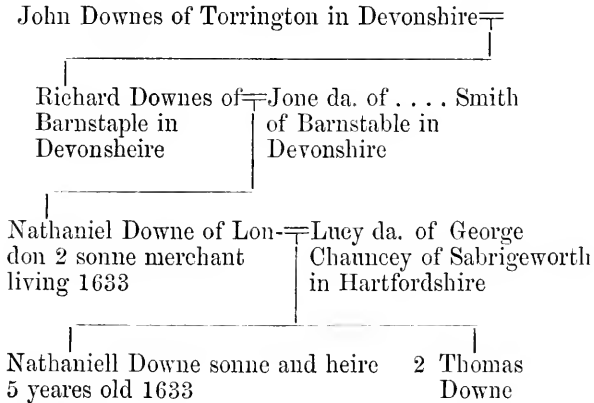 John Downes of Torrington in Devonshire
Richard Downes of
Barnstaple in
Devonsheire
Jone da. of . . . . Smith
of Barnstable in
Devonshire
Nathaniel Downe of Lon-
don 2 sonne merchant
living 1633
Lucy da. of George
Chauncey of Sabrigeworth
in Hartfordshire
Nathaniell Downe sonne and heire
5 yeares old 1633
2 Thomas
Downe